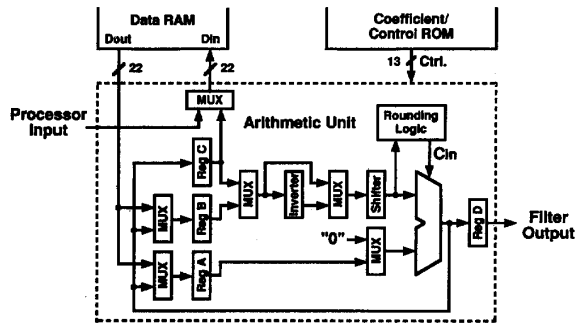 Data RAM
Dout
Din
Coefficient/
Control ROM
22
22
13
Ctrl.
Processor
Input
MUX
Arithmetic Unit
Rounding
Logic
Cin
Reg C
MUX
Inverter
MUX
Shifter
MUX
Reg B
"0"
MUX
Reg D
Filter
Output
MUX
Reg A